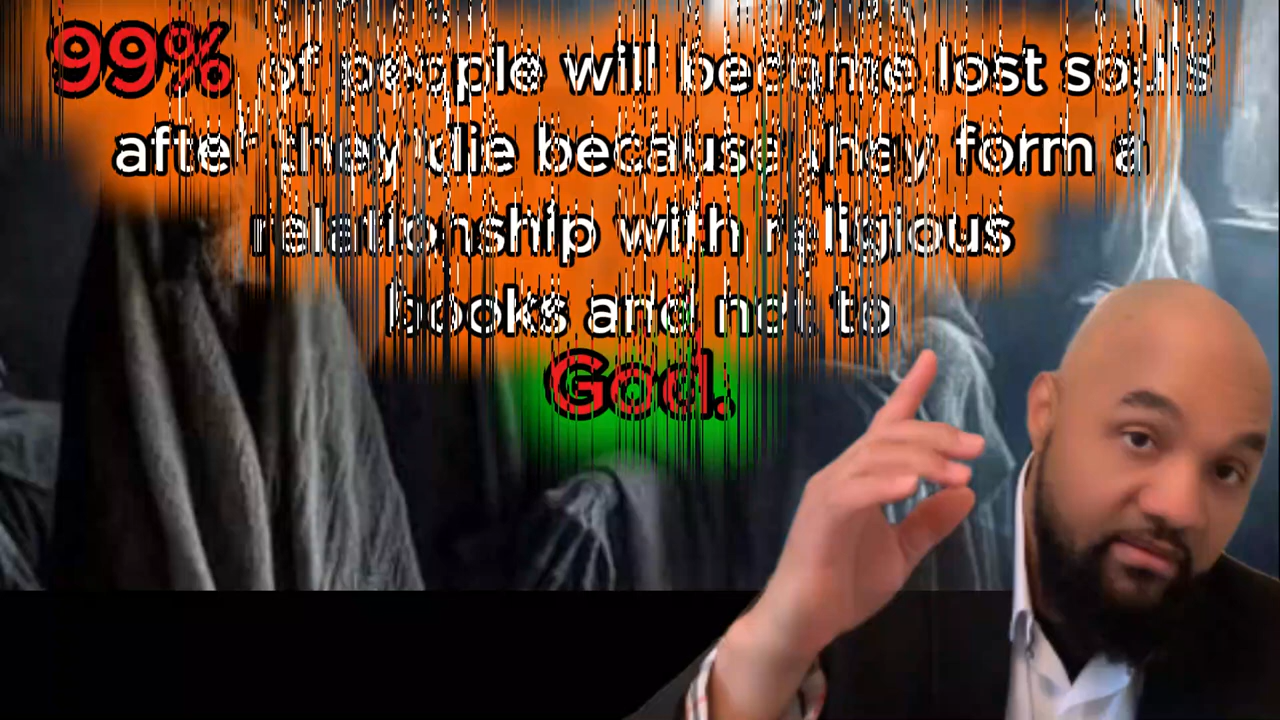 99% of people will become lost souls
after they die because they form a
relationship with religious
books and not to
God.